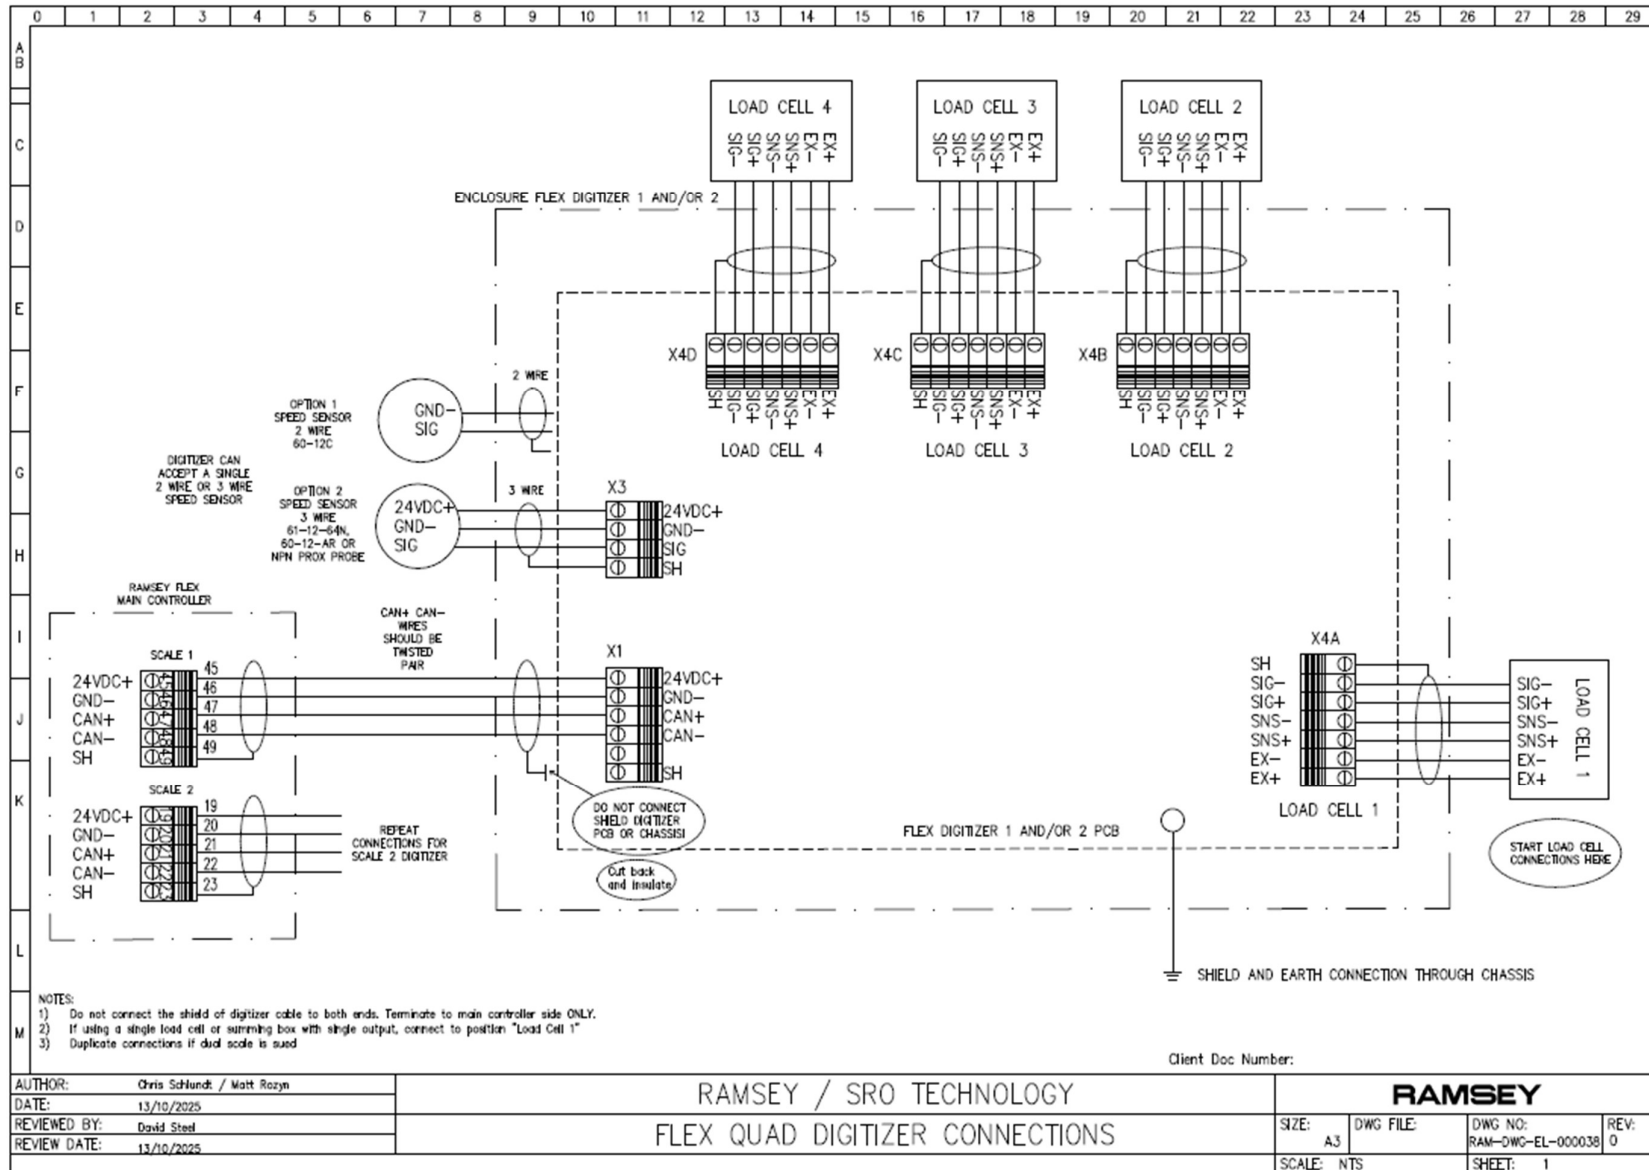 0 1 2 3 4 5 6 7 8 9 10 11 12 13 14 15 16 17 18 19 20 21 22 23 24 25 26 27 28 29
A
B
C
D
E
F
G
H
I
J
K
L
M
LOAD CELL 4
SIG- SIG+ SNS- SNS+ EX- EX+
LOAD CELL 3
SIG- SIG+ SNS- SNS+ EX- EX+
LOAD CELL 2
SIG- SIG+ SNS- SNS+ EX- EX+
ENCLOSURE FLEX DIGITIZER 1 AND/OR 2
X4D
SH SIG- SIG+ SNS- SNS+ EX- EX+
LOAD CELL 4
X4C
SH SIG- SIG+ SNS- SNS+ EX- EX+
LOAD CELL 3
X4B
SH SIG- SIG+ SNS- SNS+ EX- EX+
LOAD CELL 2
OPTION 1
SPEED SENSOR
2 WIRE
60-12C
GND-
SIG
2 WIRE
DIGITIZER CAN
ACCEPT A SINGLE
2 WIRE OR 3 WIRE
SPEED SENSOR
OPTION 2
SPEED SENSOR
3 WIRE
61-12-64N,
60-12-AR OR
NPN PROX PROBE
24VDC+
GND-
SIG
3 WIRE
X3
24VDC+
GND-
SIG
SH
RAMSEY FLEX
MAIN CONTROLLER
SCALE 1
24VDC+ 45 45
GND- 46 46
CAN+ 47 47
CAN- 48 48
SH 49 49
CAN+ CAN-
WIRES
SHOULD BE
TWISTED
PAIR
X1
24VDC+
GND-
CAN+
CAN-
SH
SCALE 2
24VDC+ 19 19
GND- 20 20
CAN+ 21 21
CAN- 22 22
SH 23 23
REPEAT
CONNECTIONS FOR
SCALE 2 DIGITIZER
DO NOT CONNECT
SHIELD DIGITIZER
PCB OR CHASSIS!
Cut back
and insulate
FLEX DIGITIZER 1 AND/OR 2 PCB
X4A
SH
SIG-
SIG+
SNS-
SNS+
EX-
EX+
LOAD CELL 1
SIG-
SIG+
SNS-
SNS+
EX-
EX+
LOAD CELL 1
START LOAD CELL
CONNECTIONS HERE
SHIELD AND EARTH CONNECTION THROUGH CHASSIS
NOTES:
1) Do not connect the shield of digitizer cable to both ends. Terminate to main controller side ONLY.
2) If using a single load cell or summing box with single output, connect to position "Load Cell 1"
3) Duplicate connections if dual scale is sued
Client Doc Number:
AUTHOR: Chris Schlundt / Matt Rozyn
DATE: 13/10/2025
REVIEWED BY: David Steel
REVIEW DATE: 13/10/2025
RAMSEY / SRO TECHNOLOGY
FLEX QUAD DIGITIZER CONNECTIONS
RAMSEY
SIZE: A3
DWG FILE:
DWG NO: RAM-DWG-EL-000038
REV: 0
SCALE: NTS
SHEET: 1